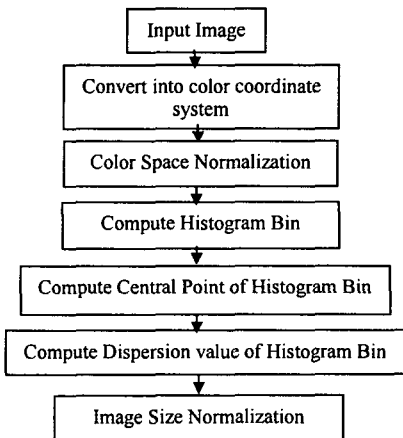 Input Image
Convert into color coordinate
system
Color Space Normalization
Compute Histogram Bin
Compute Central Point of Histogram Bin
Compute Dispersion value of Histogram Bin
Image Size Normalization